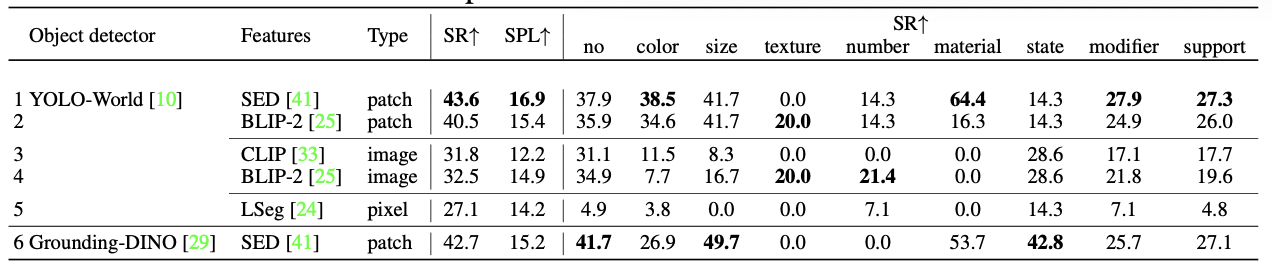 SR↑
Object detector Features Type SR↑ SPL↑
no color size texture number material state modifier support
1 YOLO-World [10] SED [41] patch 43.6 16.9 37.9 38.5 41.7 0.0 14.3 64.4 14.3 27.9 27.3
2 BLIP-2 [25] patch 40.5 15.4 35.9 34.6 41.7 20.0 14.3 16.3 14.3 24.9 26.0
3 CLIP [33] image 31.8 12.2 31.1 11.5 8.3 0.0 0.0 0.0 28.6 17.1 17.7
4 BLIP-2 [25] image 32.5 14.9 34.9 7.7 16.7 20.0 21.4 0.0 28.6 21.8 19.6
5 LSeg [24] pixel 27.1 14.2 4.9 3.8 0.0 0.0 7.1 0.0 14.3 7.1 4.8
6 Grounding-DINO [29] SED [41] patch 42.7 15.2 41.7 26.9 49.7 0.0 0.0 53.7 42.8 25.7 27.1